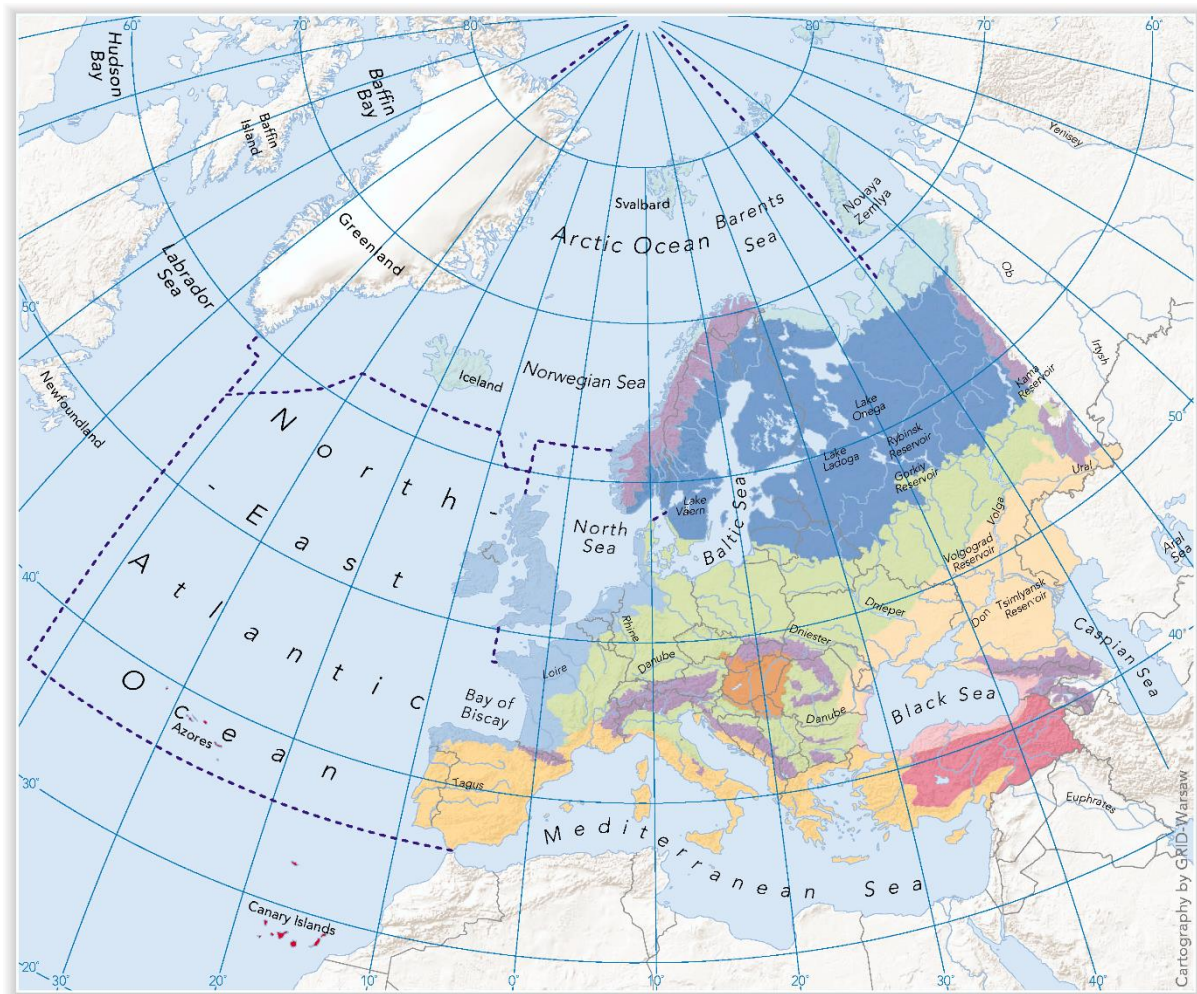 70°
80°
80°
70°
60°
Hudson
Bay
Baffin
Bay
Baffin
Island
Yenisey
60°
Svalbard
Novaya
Zemlya
Barents
Sea
Arctic Ocean
Greenland
Labrador
Sea
Ob
50°
Irtysh
Iceland
Norwegian Sea
Kama
Reservoir
Newfoundland
50°
Lake
Onega
Rybinsk
Reservoir
Lake
Ladoga
Gorkiy
Reservoir
Ural
North-
-East
Atlantic
Ocean
Lake
Väern
Baltic Sea
North
Sea
Volga
Volgograd
Reservoir
Aral
Sea
40°
Tsimlyansk
Reservoir
Don
Dnieper
Rhine
Dniester
40°
Caspian Sea
Danube
Loire
Bay of
Biscay
Black Sea
Danube
Azores
30°
Tagus
Euphrates
Mediterranean Sea
Canary Islands
20°
30°
20°
10°
0°
10°
20°
30°
40°
Cartography by GRID-Warsaw